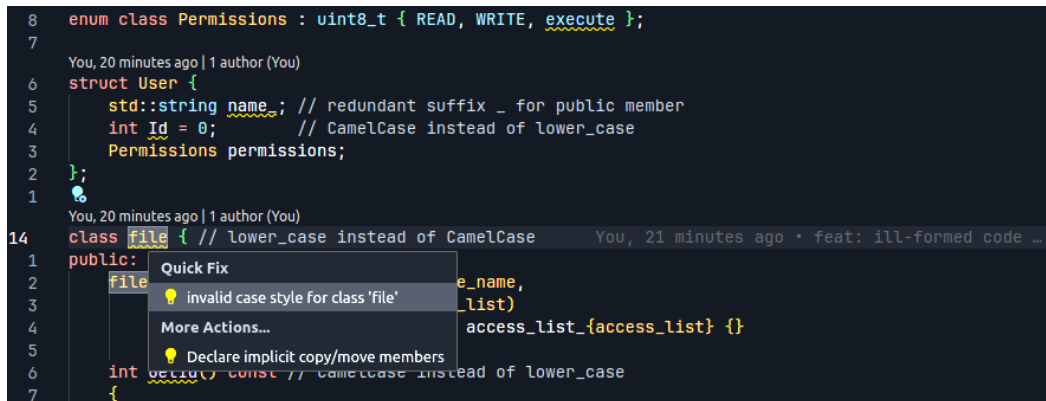 8 enum class Permissions : uint8_t { READ, WRITE, execute };
7
You, 20 minutes ago | 1 author (You)
6 struct User {
5 std::string name_; // redundant suffix _ for public member
4 int Id = 0; // CamelCase instead of lower_case
3 Permissions permissions;
2 };
1
You, 20 minutes ago | 1 author (You)
14 class file { // lower_case instead of CamelCase You, 21 minutes ago • feat: ill-formed code …
1 public:
Quick Fix
2 file e_name,
invalid case style for class 'file'
3 _list)
More Actions...
4 access_list_{access_list} {}
5
Declare implicit copy/move members
6 int GetId() const // CamelCase instead of lower_case
7 {